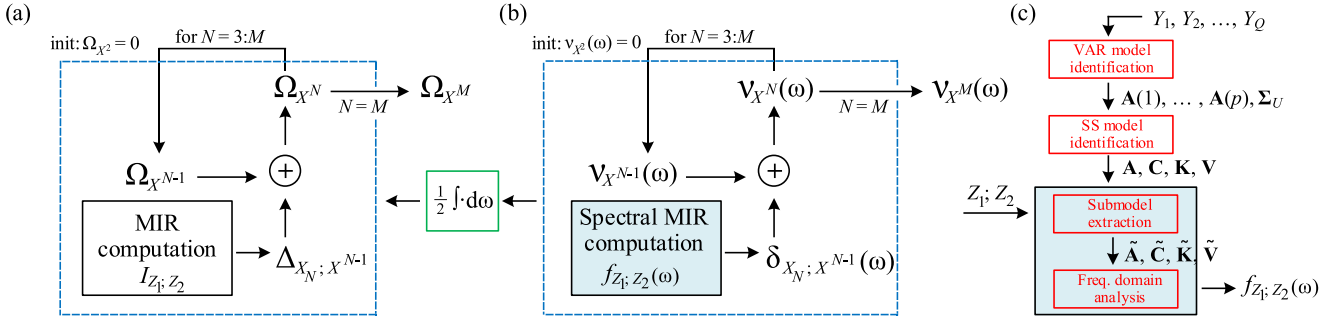 (a)
init: Ω_{X^2} = 0
for N = 3:M
Ω_{X^N}
N = M
Ω_{X^M}
Ω_{X^{N-1}}
+
MIR
computation
I_{Z_1; Z_2}
Δ_{X_N; X^{N-1}}
½ ∫·dω
(b)
init: ν_{X^2}(ω) = 0
for N = 3:M
ν_{X^N}(ω)
N = M
ν_{X^M}(ω)
ν_{X^{N-1}}(ω)
+
Spectral MIR
computation
f_{Z_1; Z_2}(ω)
δ_{X_N; X^{N-1}}(ω)
(c)
Y_1, Y_2, …, Y_Q
VAR model
identification
A(1), … , A(p), Σ_U
SS model
identification
A, C, K, V
Z_1; Z_2
Submodel
extraction
Ã, C̃, K̃, Ṽ
Freq. domain
analysis
f_{Z_1; Z_2}(ω)